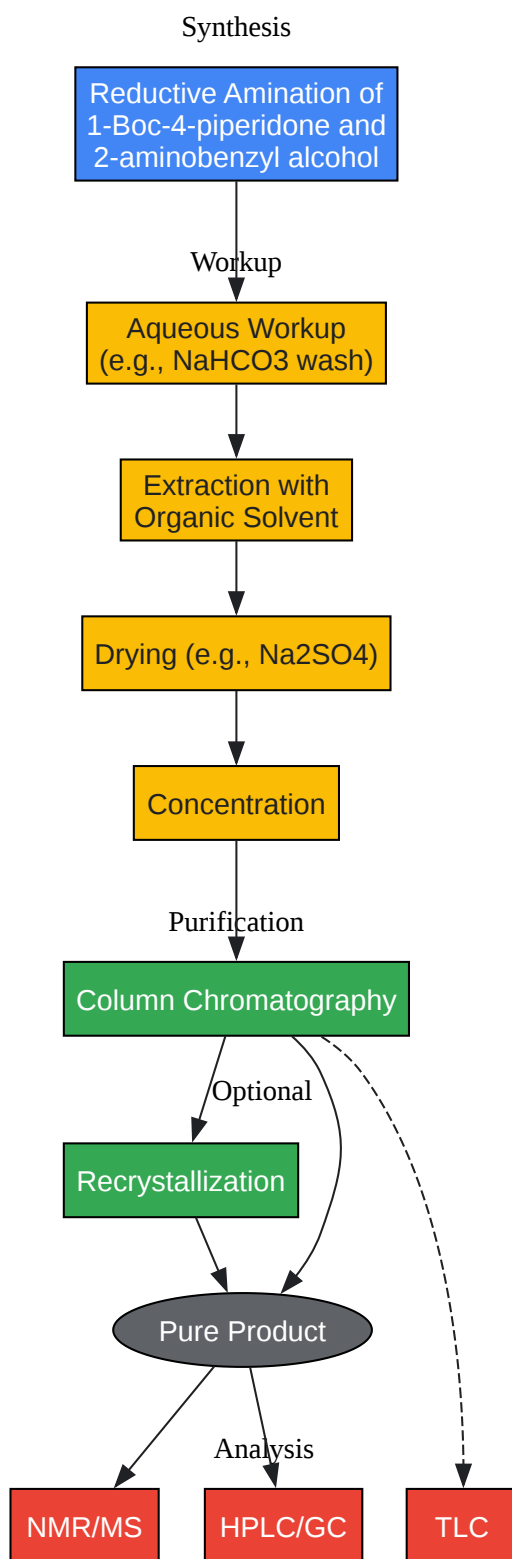 Synthesis
Reductive Amination of
1-Boc-4-piperidone and
2-aminobenzyl alcohol
Workup
Aqueous Workup
(e.g., NaHCO3 wash)
Extraction with
Organic Solvent
Drying (e.g., Na2SO4)
Concentration
Purification
Column Chromatography
Optional
Recrystallization
Pure Product
Analysis
NMR/MS
HPLC/GC
TLC